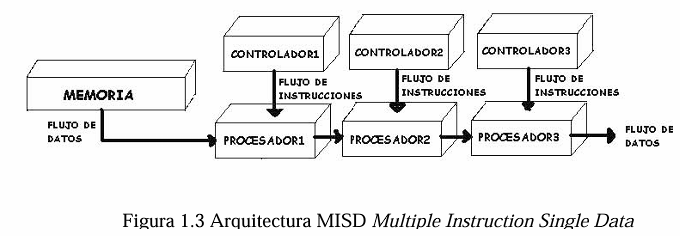 CONTROLADOR1
CONTROLADOR2
CONTROLADOR3
MEMORIA
FLUJO DE
INSTRUCCIONES
FLUJO DE
INSTRUCCIONES
FLUJO DE
INSTRUCCIONES
FLUJO DE
DATOS
PROCESADOR1
PROCESADOR2
PROCESADOR3
FLUJO DE
DATOS
Figura 1.3 Arquitectura MISD Multiple Instruction Single Data